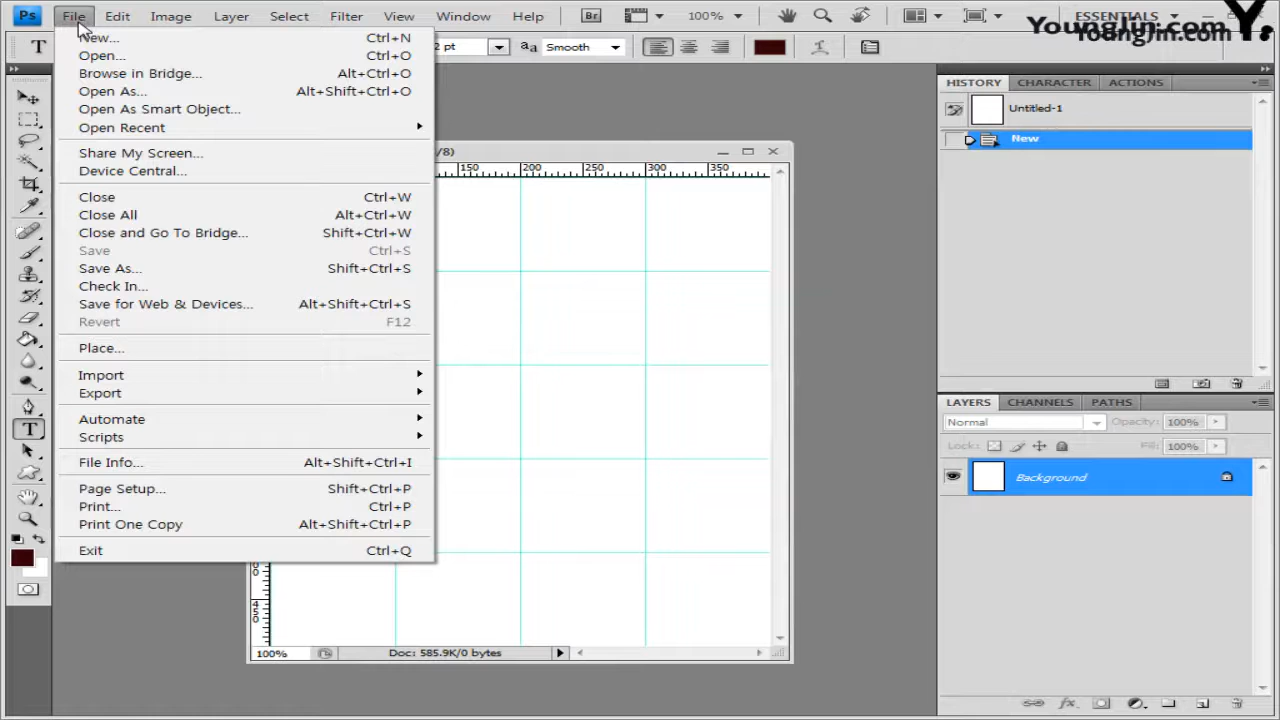 Ps File Edit Image Layer Select Filter View Window Help Br 100% ESSENTIALS
YoungJin.com Y.
YoungJin.com
T 2 pt aa Smooth
New... Ctrl+N
Open... Ctrl+O
Browse in Bridge... Alt+Ctrl+O
Open As... Alt+Shift+Ctrl+O
Open As Smart Object...
Open Recent
Share My Screen...
Device Central...
Close Ctrl+W
Close All Alt+Ctrl+W
Close and Go To Bridge... Shift+Ctrl+W
Save Ctrl+S
Save As... Shift+Ctrl+S
Check In...
Save for Web & Devices... Alt+Shift+Ctrl+S
Revert F12
Place...
Import
Export
Automate
Scripts
File Info... Alt+Shift+Ctrl+I
Page Setup... Shift+Ctrl+P
Print... Ctrl+P
Print One Copy Alt+Shift+Ctrl+P
Exit Ctrl+Q
/8)
150 200 250 300 350
450
100% Doc: 585.9K/0 bytes
HISTORY CHARACTER ACTIONS
Untitled-1
New
LAYERS CHANNELS PATHS
Normal Opacity: 100%
Lock: Fill: 100%
Background